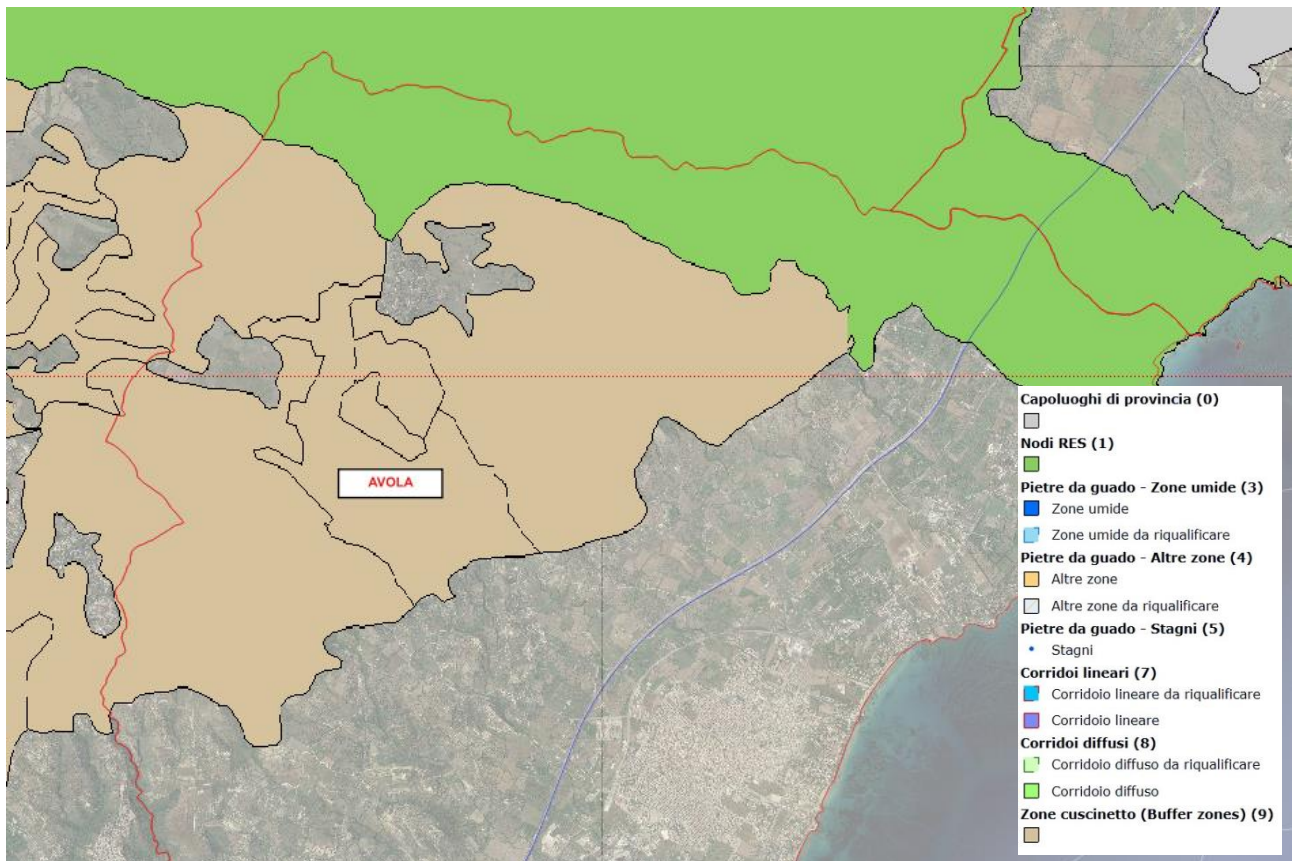 AVOLA
Capoluoghi di provincia (0)
Nodi RES (1)
Pietre da guado - Zone umide (3)
Zone umide
Zone umide da riqualificare
Pietre da guado - Altre zone (4)
Altre zone
Altre zone da riqualificare
Pietre da guado - Stagni (5)
Stagni
Corridoi lineari (7)
Corridoio lineare da riqualificare
Corridoio lineare
Corridoi diffusi (8)
Corridoio diffuso da riqualificare
Corridoio diffuso
Zone cuscinetto (Buffer zones) (9)